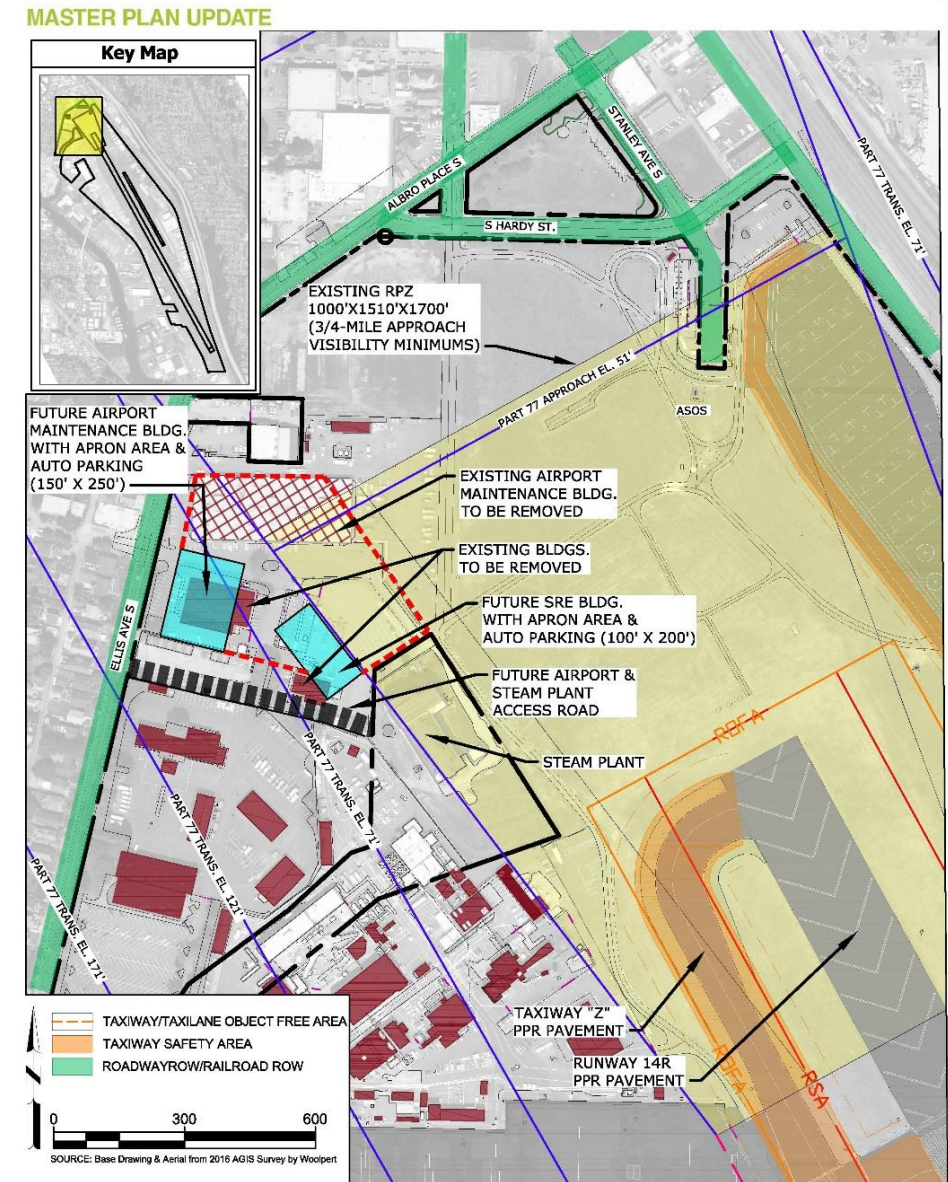 MASTER PLAN UPDATE
Key Map
ALBRO PLACE S
STANLEY AVE S
S HARDY ST.
PART 77 TRANS. EL. 71'
EXISTING RPZ
1000'X1510'X1700'
(3/4-MILE APPROACH
VISIBILITY MINIMUMS)
PART 77 APPROACH EL. 51'
ASOS
FUTURE AIRPORT
MAINTENANCE BLDG.
WITH APRON AREA &
AUTO PARKING
(150' X 250')
EXISTING AIRPORT
MAINTENANCE BLDG.
TO BE REMOVED
EXISTING BLDGS.
TO BE REMOVED
FUTURE SRE BLDG.
WITH APRON AREA &
AUTO PARKING (100' X 200')
ELLIS AVE S
FUTURE AIRPORT &
STEAM PLANT
ACCESS ROAD
STEAM PLANT
ROFA
PART 77 TRANS. EL. 71'
PART 77 TRANS. EL. 121'
PART 77 TRANS. EL. 171'
TAXIWAY "Z"
PPR PAVEMENT
RUNWAY 14R
PPR PAVEMENT
ROFA
RSA
TAXIWAY/TAXILANE OBJECT FREE AREA
TAXIWAY SAFETY AREA
ROADWAYROW/RAILROAD ROW
0 300 600
SOURCE: Base Drawing & Aerial from 2016 AGIS Survey by Woolpert